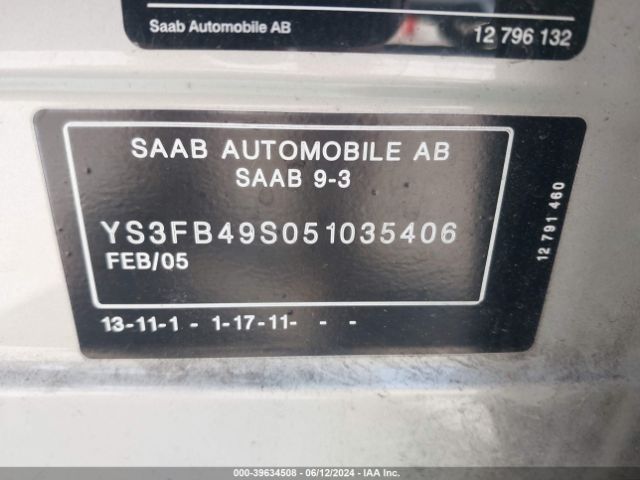 Saab Automobile AB 12 796 132
SAAB AUTOMOBILE AB
SAAB 9-3
YS3FB49S051035406
FEB/05
13-11-1 - 1-17-11- - -
12 791 460
000-39634508 - 06/12/2024 - IAA Inc.